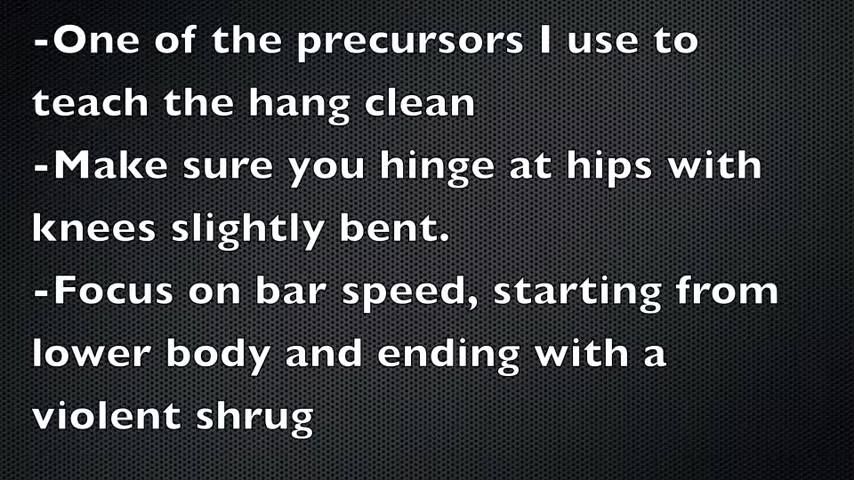 -One of the precursors I use to
teach the hang clean
-Make sure you hinge at hips with
knees slightly bent.
-Focus on bar speed, starting from
lower body and ending with a
violent shrug